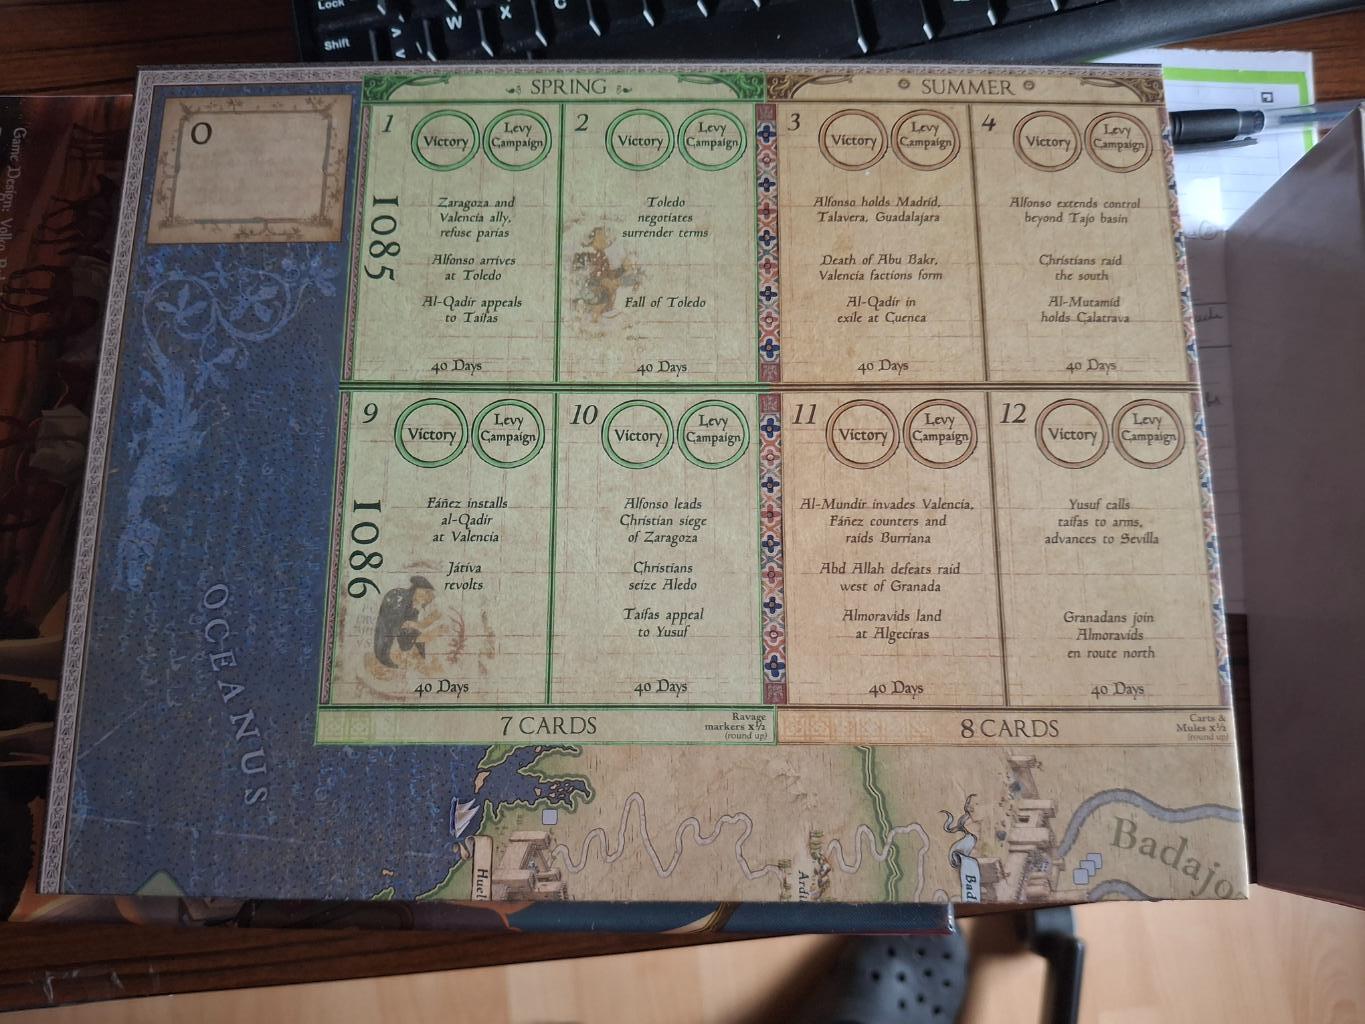 Lock
Shift
W
X
C
Game Design: Volko
0
SPRING
SUMMER
1085
1
Victory
Levy
Campaign
Zaragoza and
Valencia ally,
refuse parias
Alfonso arrives
at Toledo
Al-Qadir appeals
to Taifas
40 Days
2
Victory
Levy
Campaign
Toledo
negotiates
surrender terms
Fall of Toledo
40 Days
3
Victory
Levy
Campaign
Alfonso holds Madrid,
Talavera, Guadalajara
Death of Abu Bakr,
Valencia factions form
Al-Qadir in
exile at Cuenca
40 Days
4
Victory
Levy
Campaign
Alfonso extends control
beyond Tajo basin
Christians raid
the south
Al-Mutamid
holds Calatrava
40 Days
1086
9
Victory
Levy
Campaign
Fáñez installs
al-Qadir
at Valencia
Játiva
revolts
40 Days
10
Victory
Levy
Campaign
Alfonso leads
Christian siege
of Zaragoza
Christians
seize Aledo
Taifas appeal
to Yusuf
40 Days
11
Victory
Levy
Campaign
Al-Mundir invades Valencia,
Fáñez counters and
raids Burriana
Abd Allah defeats raid
west of Granada
Almoravids land
at Algeciras
40 Days
12
Victory
Levy
Campaign
Yusuf calls
taifas to arms,
advances to Sevilla
Granadans join
Almoravids
en route north
40 Days
7 CARDS
Ravage
markers x½
(round up)
8 CARDS
Carts &
Mules x½
(round up)
OCEANUS
Huel
Ardi
Bad
Badajo